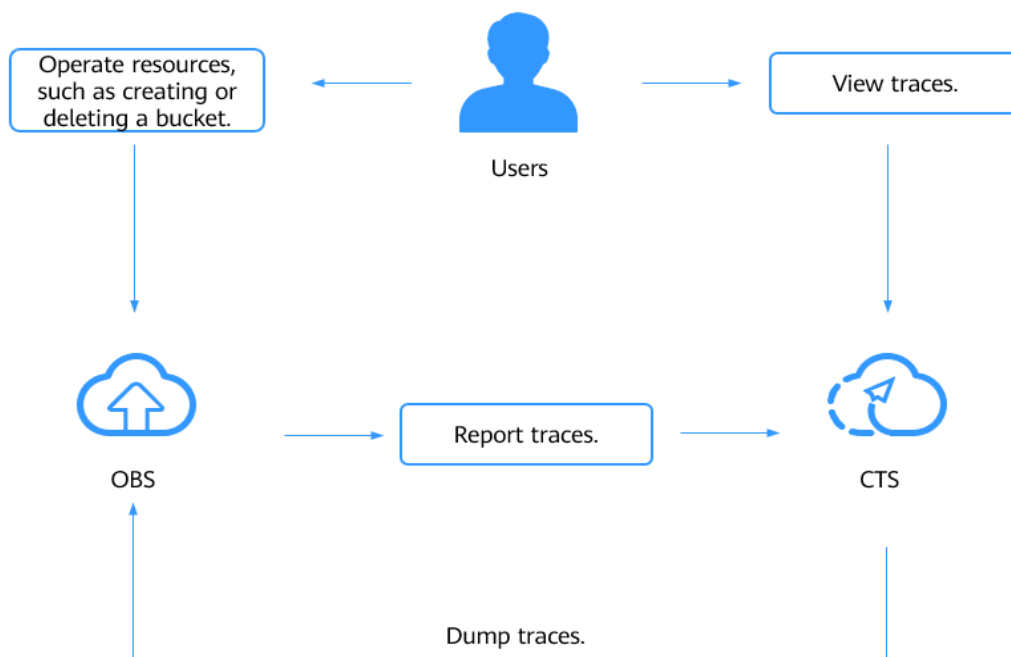 Operate resources,
such as creating or
deleting a bucket.
View traces.
Users
Report traces.
OBS
CTS
Dump traces.